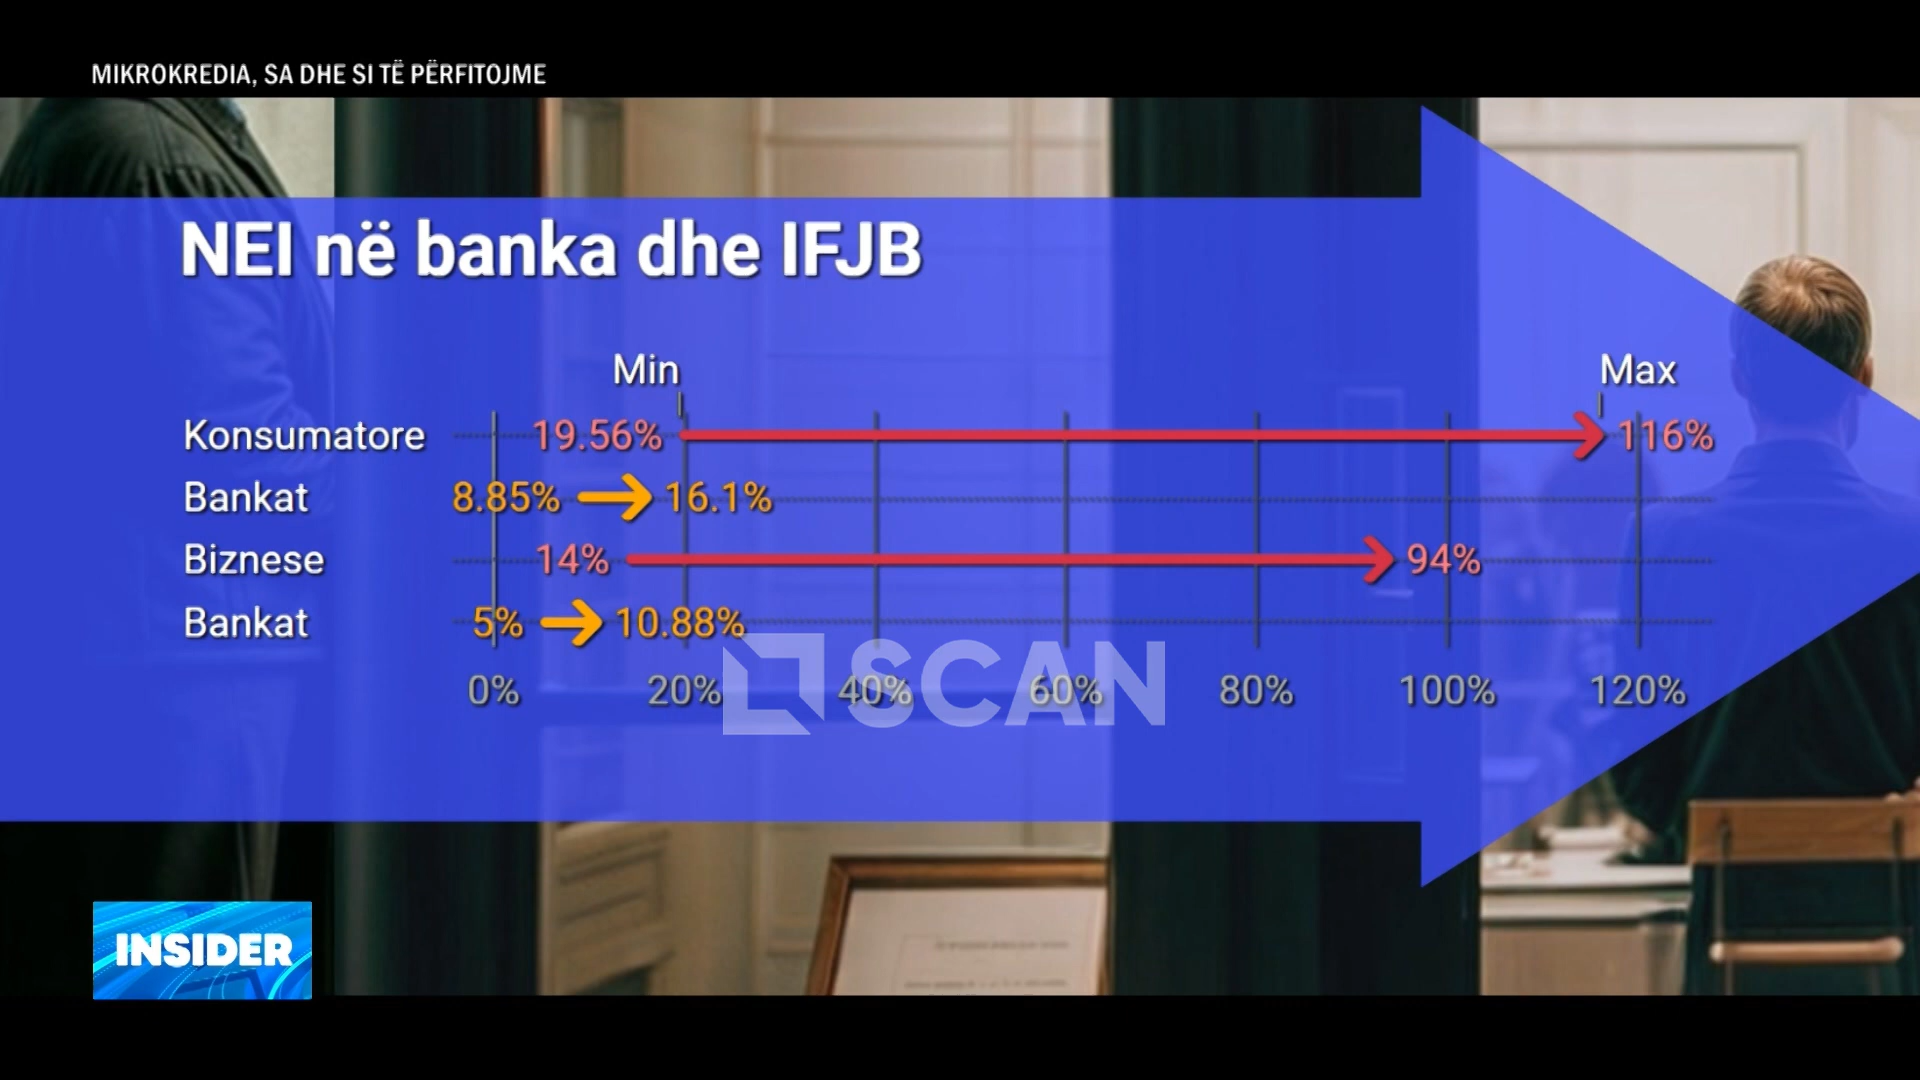 MIKROKREDIA, SA DHE SI TË PËRFITOJME
NEI në banka dhe IFJB
Min Max
Konsumatore 19.56% 116%
Bankat 8.85% 16.1%
Biznese 14% 94%
Bankat 5% 10.88%
0% 20% 40% 60% 80% 100% 120%
SCAN
INSIDER